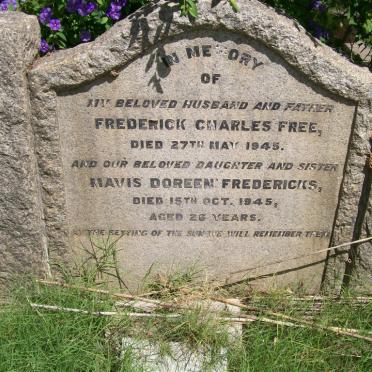 IN MEMORY
OF
MY BELOVED HUSBAND AND FATHER
FREDERICK CHARLES FREE,
DIED 27TH MAY 1945.
AND OUR BELOVED DAUGHTER AND SISTER
MAVIS DOREEN FREDERICKS,
DIED 15TH OCT. 1945,
AGED 26 YEARS.
AT THE SETTING OF THE SUN WE WILL REMEMBER THEM